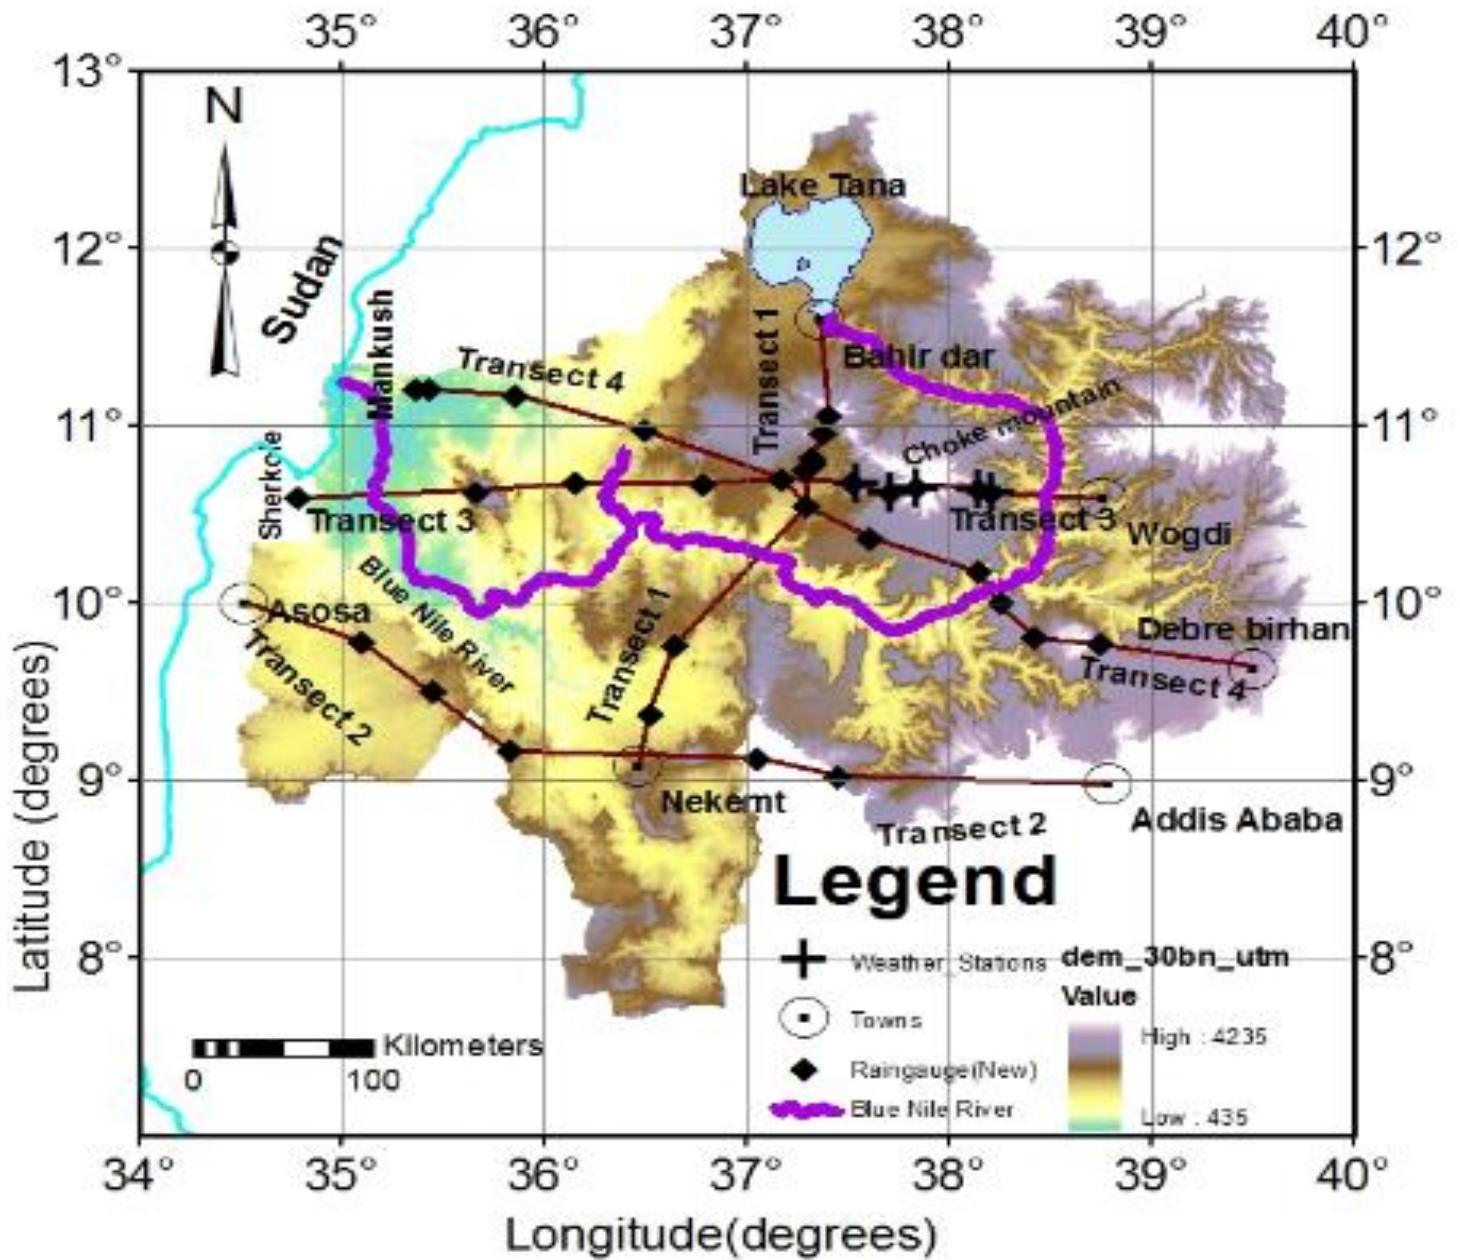 35° 36° 37° 38° 39° 40°
13°
N
Lake Tana
12° 12°
Sudan
Mankush
Transect 1
Bahir dar
Transect 4
11° 11°
Choke mountain
Sherkole
Transect 3
Transect 3
Wogdi
Blue Nile River
10° 10°
Asosa
Transect 1
Debre birhan
Transect 2
Transect 4
9° 9°
Nekemt
Addis Ababa
Transect 2
Legend
8° 8°
Weather_Stations
Towns
Raingauge(New)
Blue Nile River
dem_30bn_utm
Value
High : 4235
Low : 435
Kilometers
0 100
34° 35° 36° 37° 38° 39° 40°
Longitude(degrees)
Latitude (degrees)